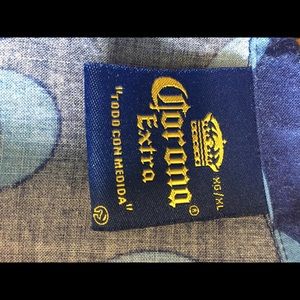 Corona
Extra
®
"TODO CON MEDIDA"
XG/XL